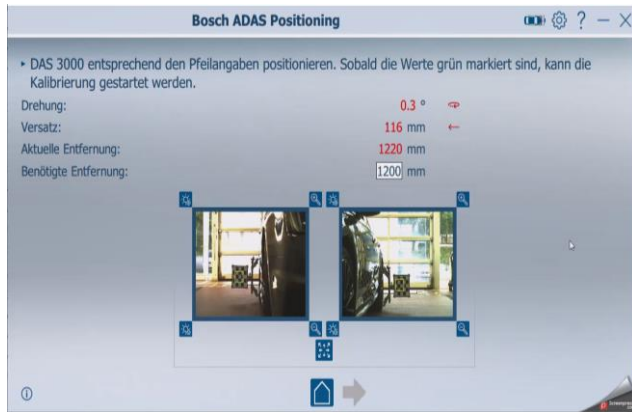 Bosch ADAS Positioning
?
‣ DAS 3000 entsprechend den Pfeilangaben positionieren. Sobald die Werte grün markiert sind, kann die
Kalibrierung gestartet werden.
Drehung: 0.3 °
Versatz: 116 mm ←
Aktuelle Entfernung: 1220 mm
Benötigte Entfernung: 1200 mm